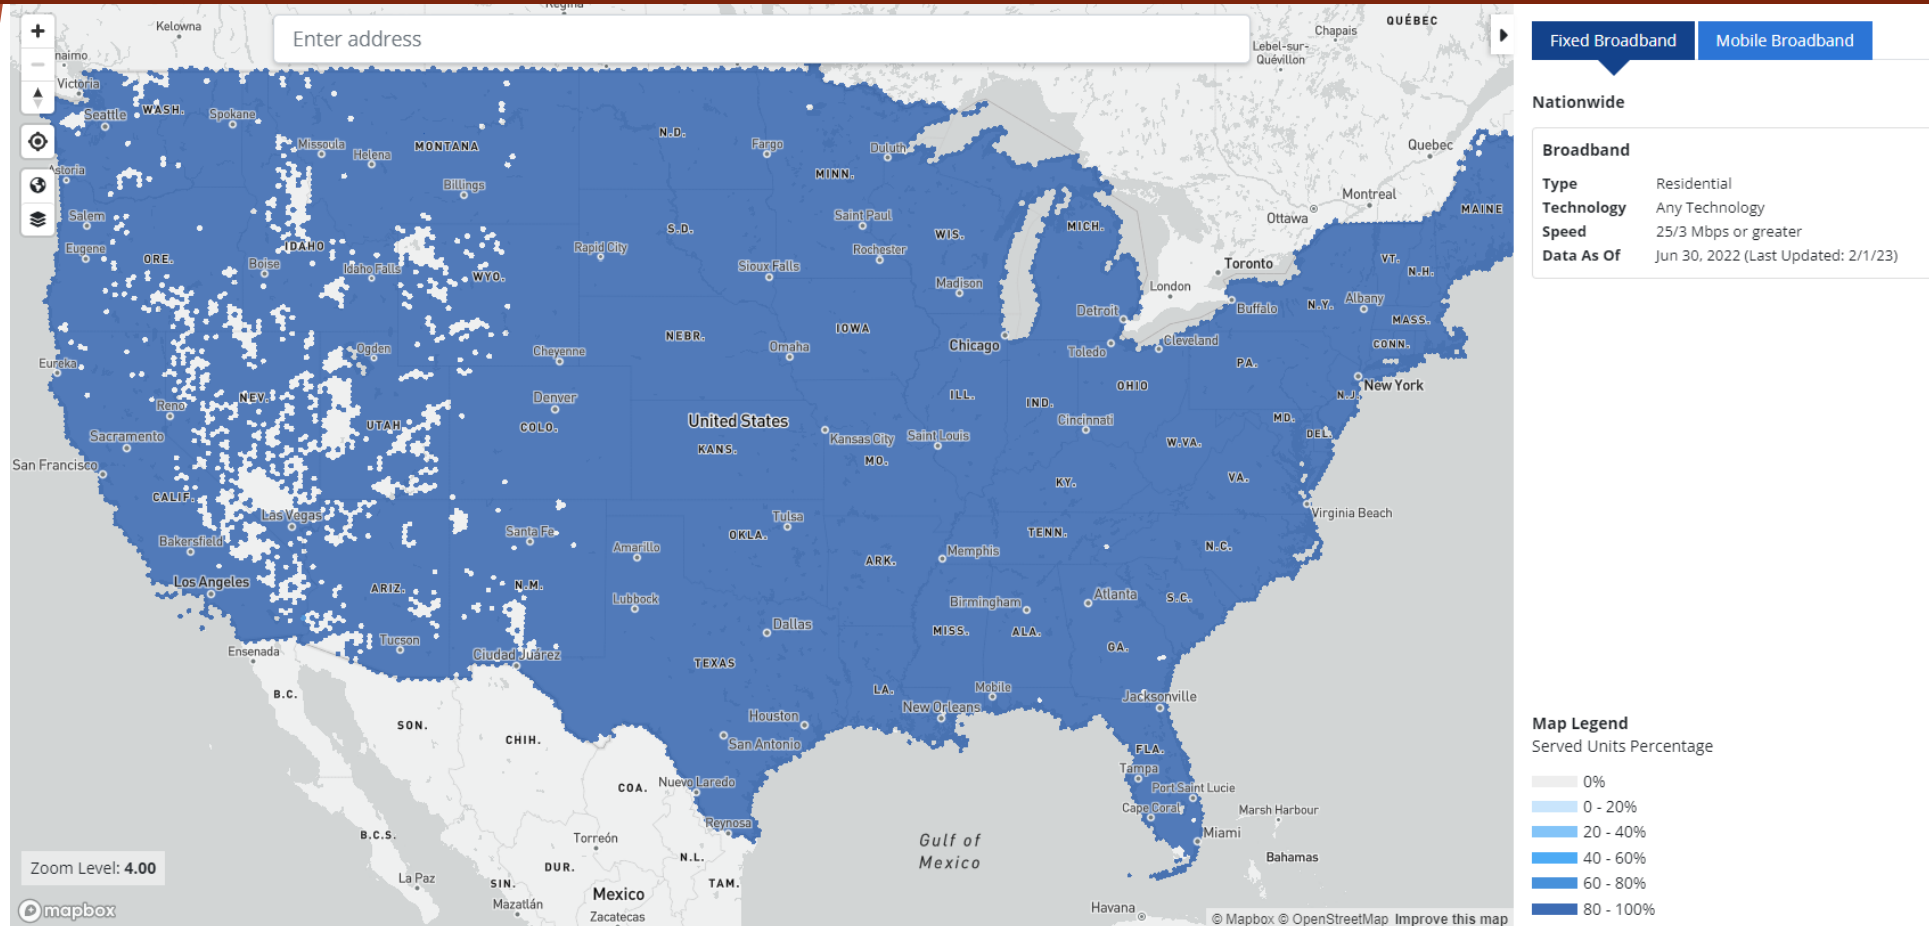 Regina
Kelowna
Enter address
QUÉBEC
Chapais
Lebel-sur-
Quévillon
naimo
Victoria
Seattle
WASH.
Spokane
Missoula
Helena
MONTANA
N.D.
Fargo
Duluth
Quebec
Astoria
Billings
MINN.
Montreal
Ottawa
MAINE
Salem
Eugene
ORE.
IDAHO
Boise
Idaho Falls
WYO.
Rapid City
S.D.
Sioux Falls
Saint Paul
Rochester
WIS.
MICH.
Toronto
VT.
N.H.
Madison
London
Detroit
Buffalo
N.Y.
Albany
MASS.
CONN.
Eureka
Ogden
Cheyenne
NEBR.
Omaha
IOWA
Chicago
Toledo
Cleveland
PA.
New York
N.J.
Reno
NEV.
UTAH
Denver
COLO.
United States
KANS.
Kansas City
MO.
Saint Louis
ILL.
IND.
OHIO
Cincinnati
W.VA.
MD.
DEL.
VA.
Sacramento
San Francisco
CALIF.
Las Vegas
KY.
Virginia Beach
Bakersfield
Santa Fe
Amarillo
OKLA.
Tulsa
ARK.
Memphis
TENN.
N.C.
Los Angeles
ARIZ.
N.M.
Lubbock
Birmingham
Atlanta
S.C.
Tucson
Dallas
MISS.
ALA.
GA.
Ensenada
Ciudad Juárez
TEXAS
LA.
Mobile
Jacksonville
B.C.
SON.
CHIH.
Houston
New Orleans
San Antonio
FLA.
Tampa
COA.
Nuevo Laredo
Port Saint Lucie
Cape Coral
Marsh Harbour
B.C.S.
Torreón
Reynosa
Miami
Gulf of
Mexico
Bahamas
N.L.
DUR.
La Paz
SIN.
TAM.
Mexico
Mazatlán
Zacatecas
Havana
Zoom Level: 4.00
mapbox
© Mapbox © OpenStreetMap Improve this map
Fixed Broadband
Mobile Broadband
Nationwide
Broadband
Type Residential
Technology Any Technology
Speed 25/3 Mbps or greater
Data As Of Jun 30, 2022 (Last Updated: 2/1/23)
Map Legend
Served Units Percentage
0%
0 - 20%
20 - 40%
40 - 60%
60 - 80%
80 - 100%